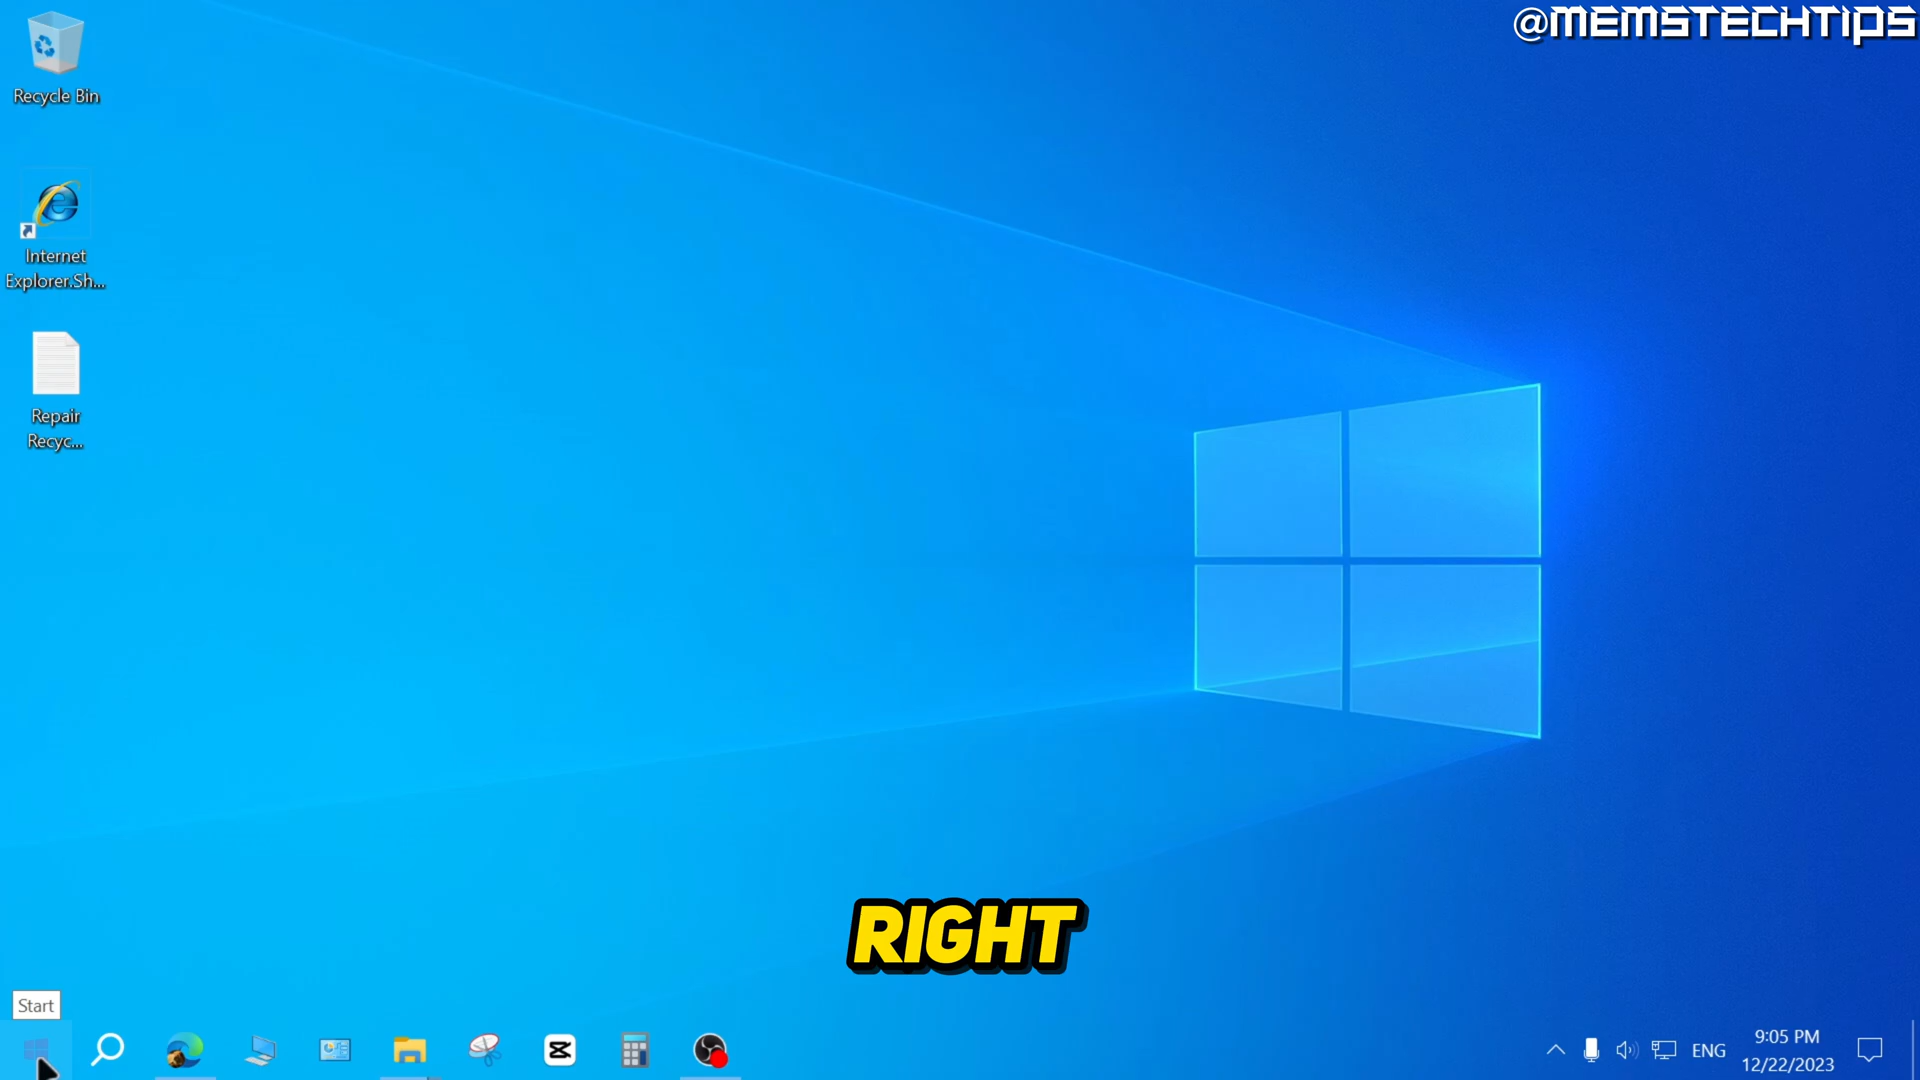 @MEMSTECHTIPS
Recycle Bin
Internet
Explorer.Sh...
Repair
Recyc...
RIGHT
Start
ENG
9:05 PM
12/22/2023